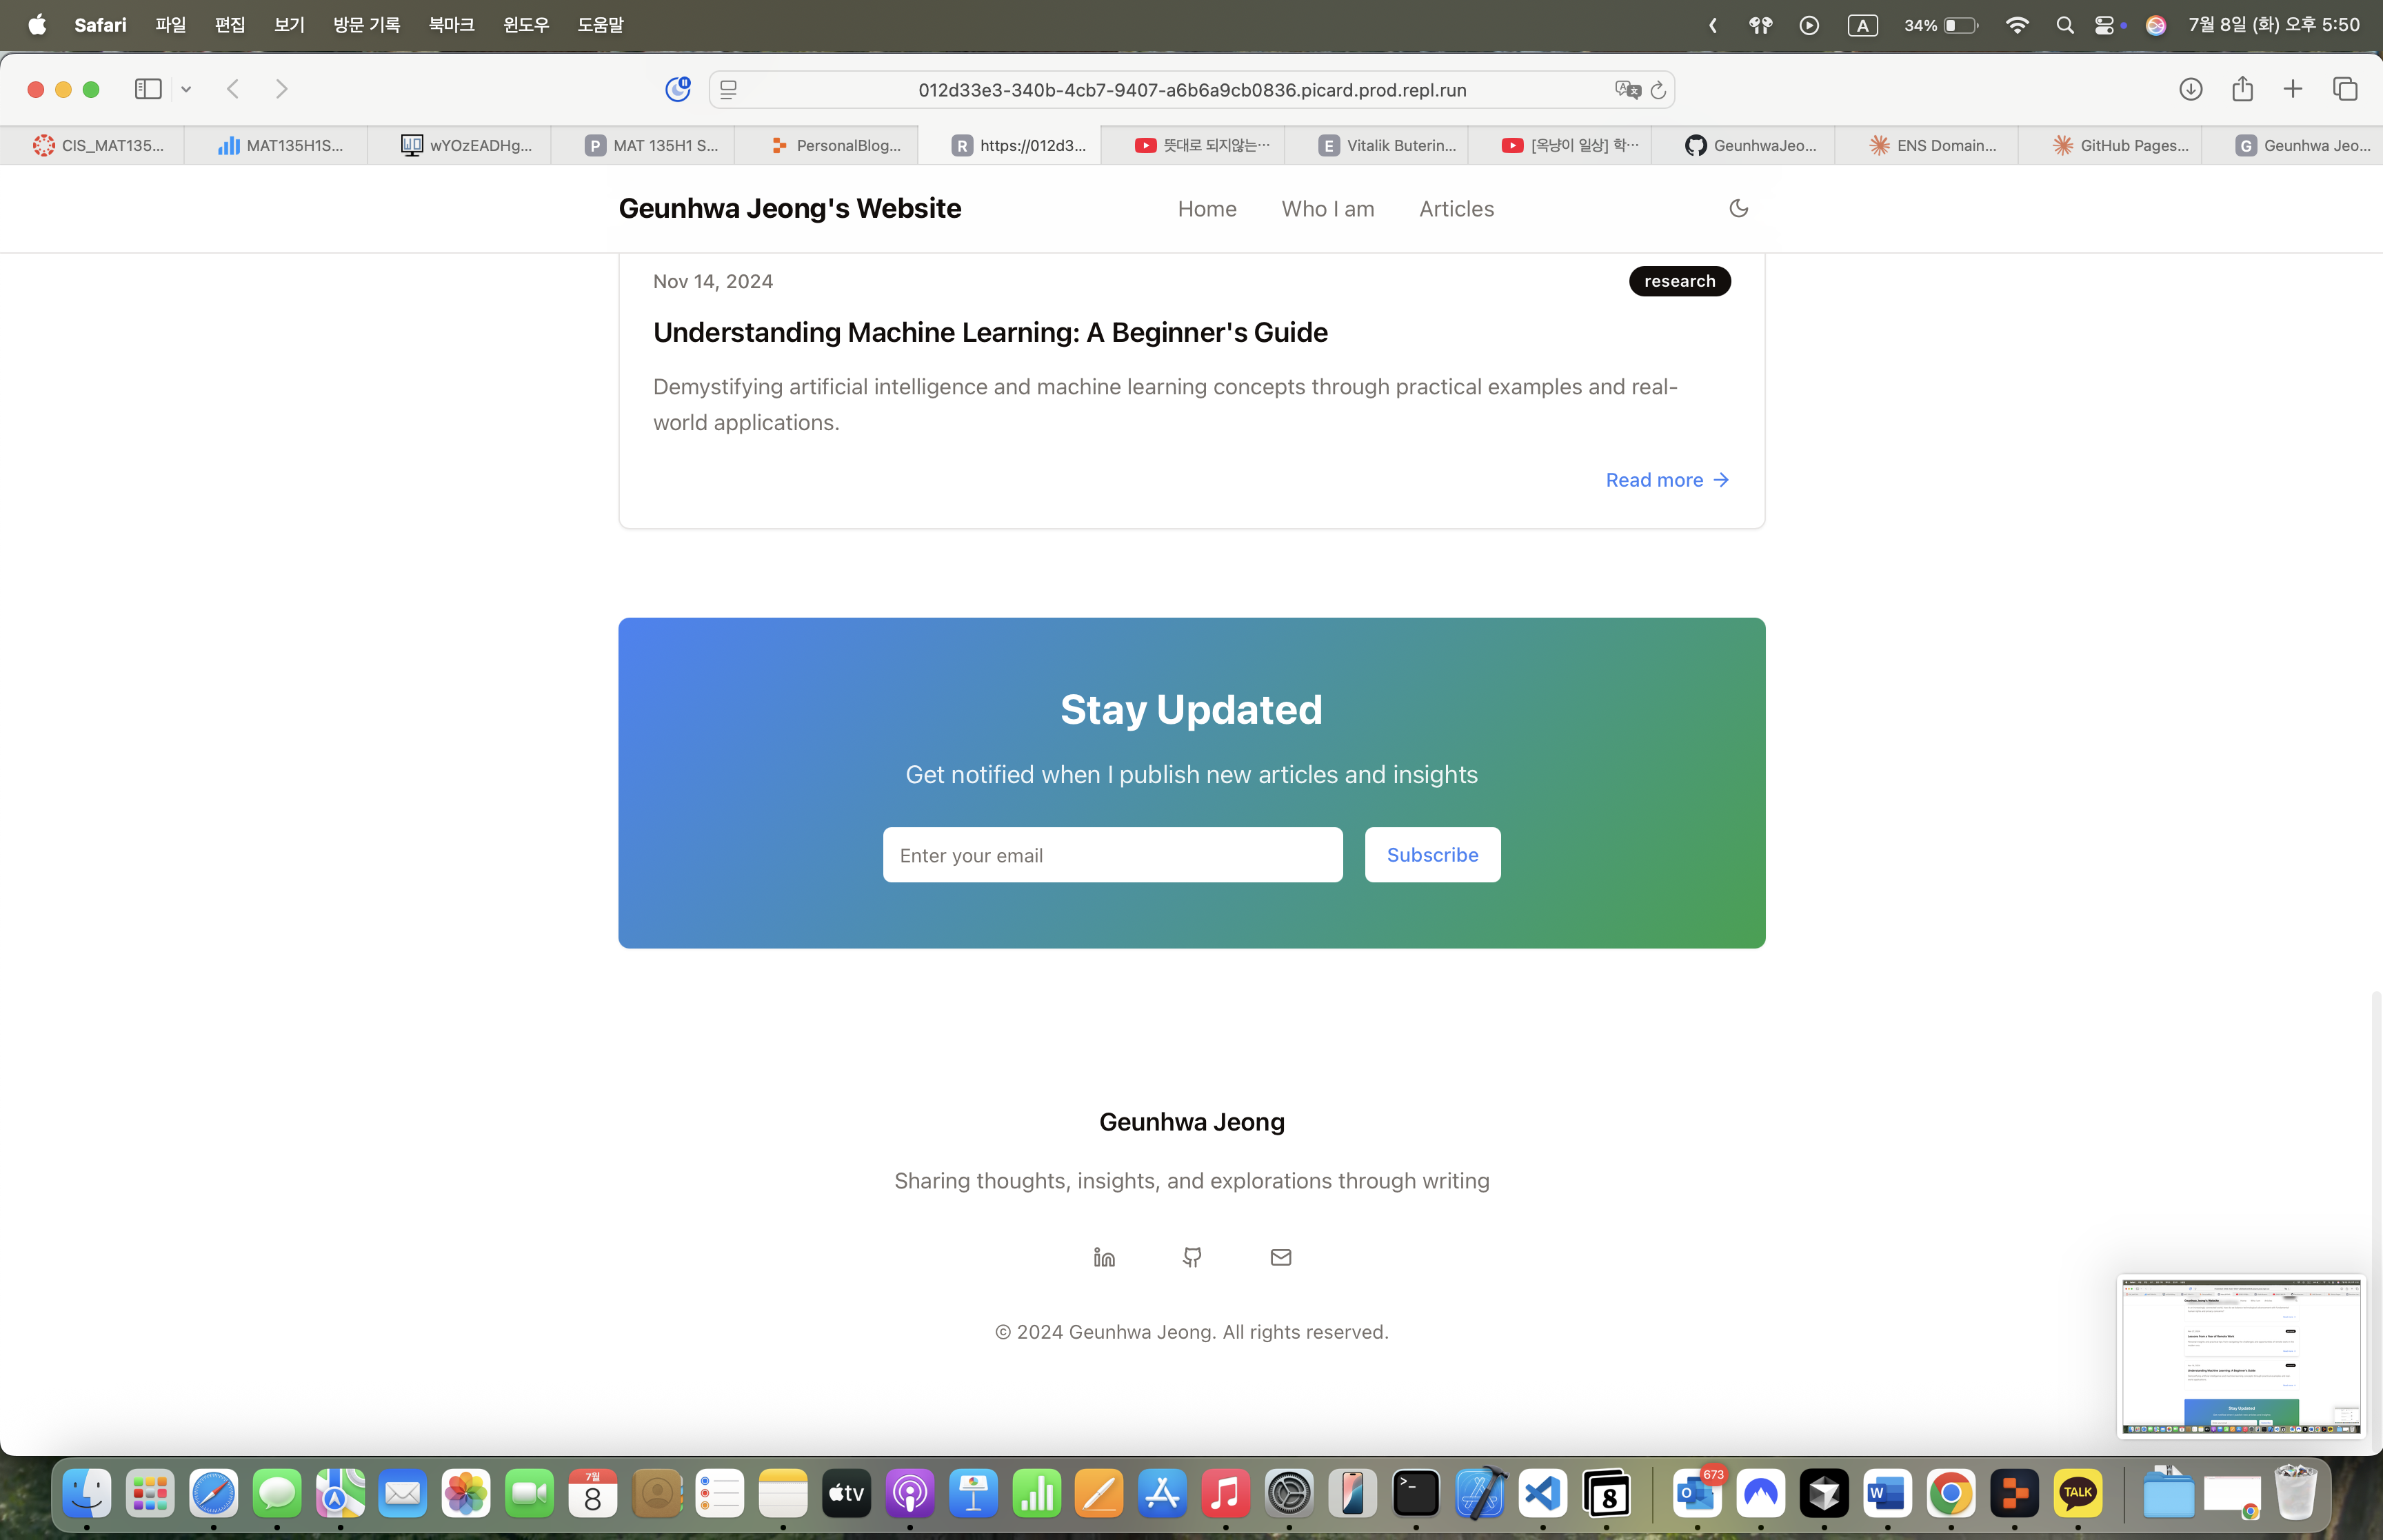 Safari 파일 편집 보기 방문 기록 북마크 윈도우 도움말 A 34% 7월 8일 (화) 오후 5:50
012d33e3-340b-4cb7-9407-a6b6a9cb0836.picard.prod.repl.run
CIS_MAT135... MAT135H1S... wYOzEADHg... P MAT 135H1 S... PersonalBlog... R https://012d3... 뜻대로 되지않는… E Vitalik Buterin... [옥냥이 일상] 학… GeunhwaJeo... ENS Domain... GitHub Pages... G Geunhwa Jeo...
Geunhwa Jeong's Website Home Who I am Articles
Nov 14, 2024 research
Understanding Machine Learning: A Beginner's Guide
Demystifying artificial intelligence and machine learning concepts through practical examples and real-
world applications.
Read more →
Stay Updated
Get notified when I publish new articles and insights
Enter your email Subscribe
Geunhwa Jeong
Sharing thoughts, insights, and explorations through writing
© 2024 Geunhwa Jeong. All rights reserved.
Stay Updated
7월
8 tv 8 673 TALK